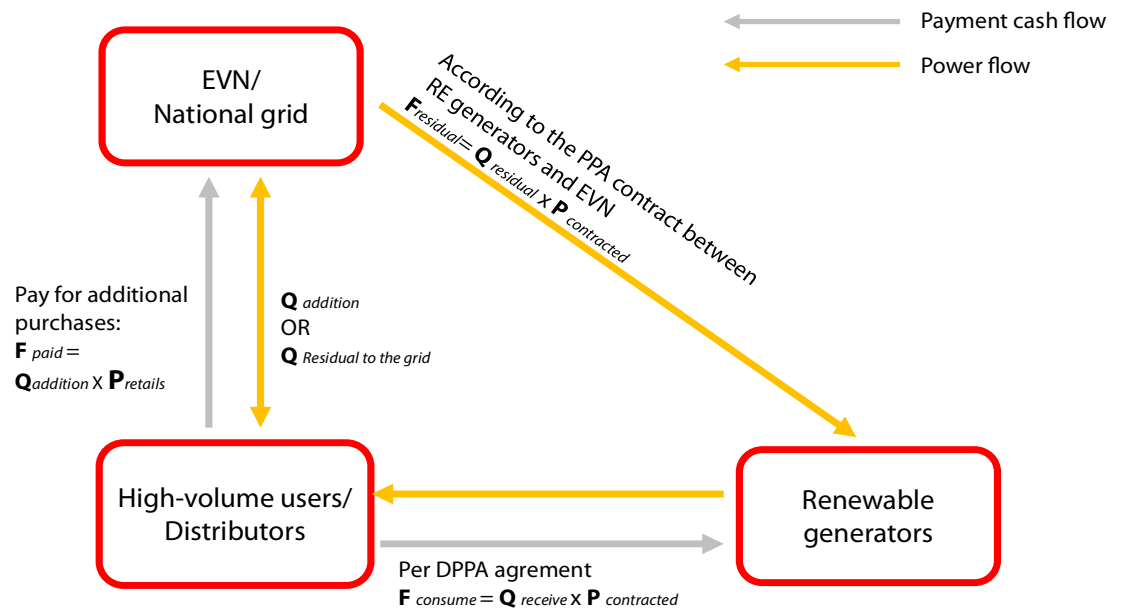 Payment cash flow
Power flow
EVN/
National grid
According to the PPA contract between
RE generators and EVN
Fresidual= Q residual x P contracted
Pay for additional
purchases:
F paid =
Qaddition X Pretails
Q addition
OR
Q Residual to the grid
High-volume users/
Distributors
Renewable
generators
Per DPPA agrement
F consume = Q receive x P contracted